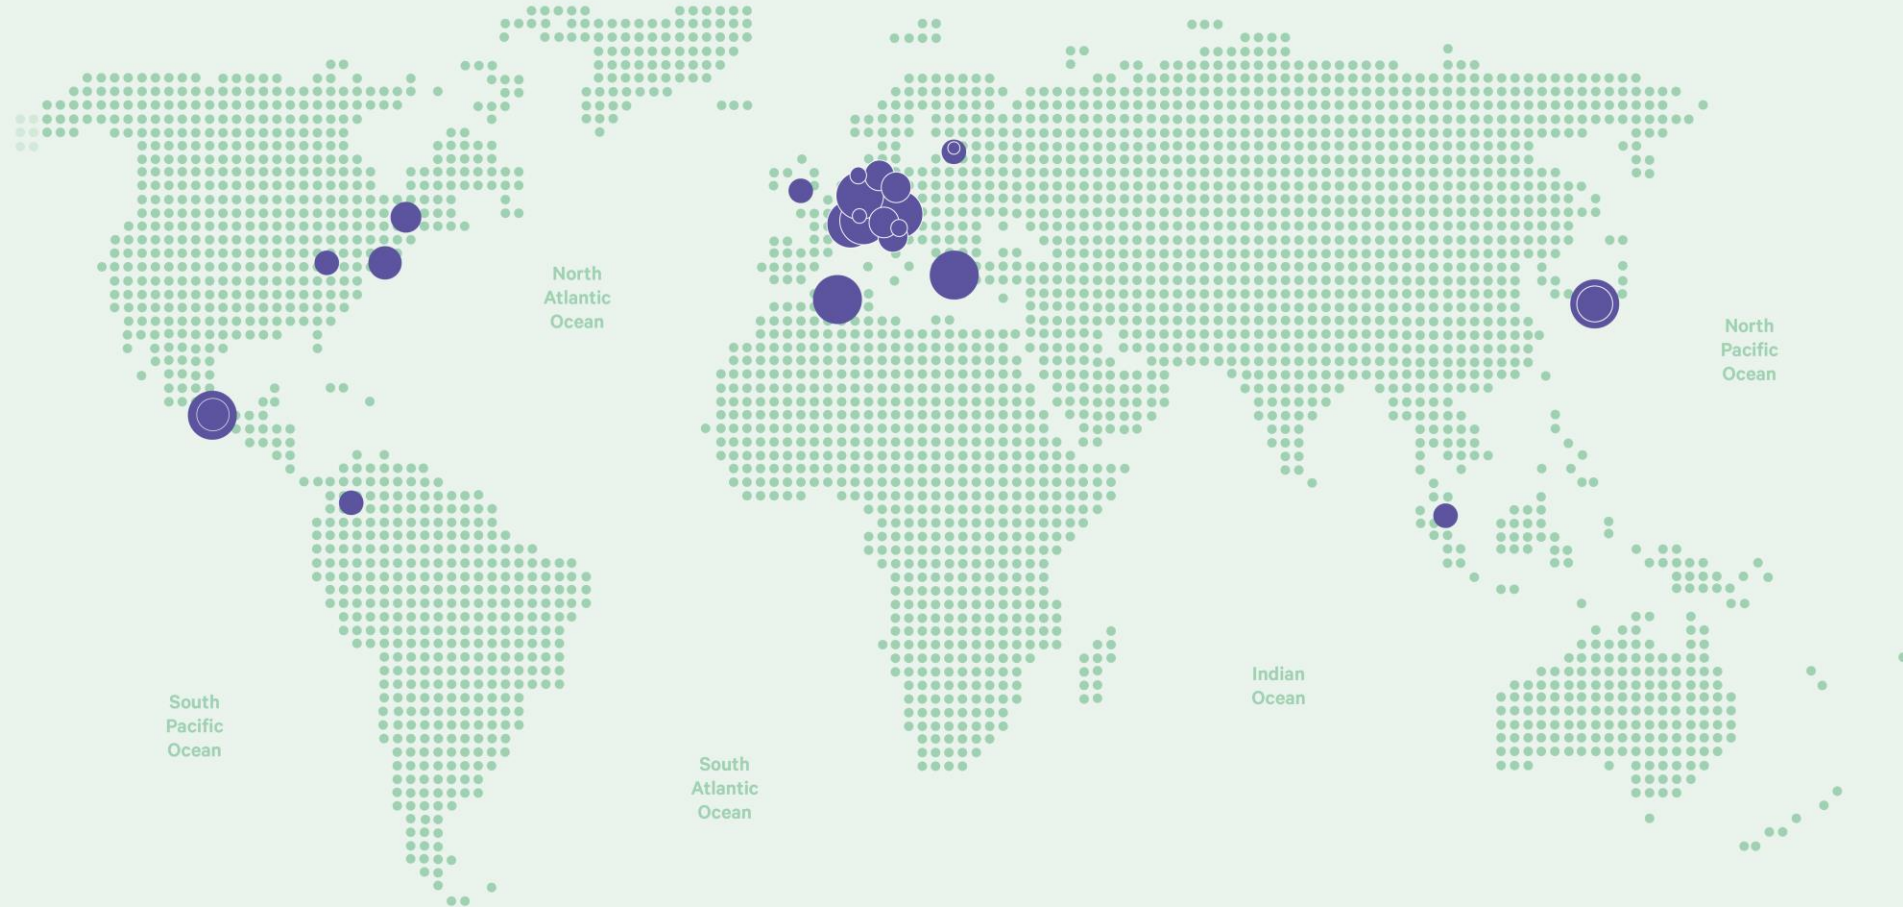 North
Atlantic
Ocean
North
Pacific
Ocean
South
Pacific
Ocean
South
Atlantic
Ocean
Indian
Ocean